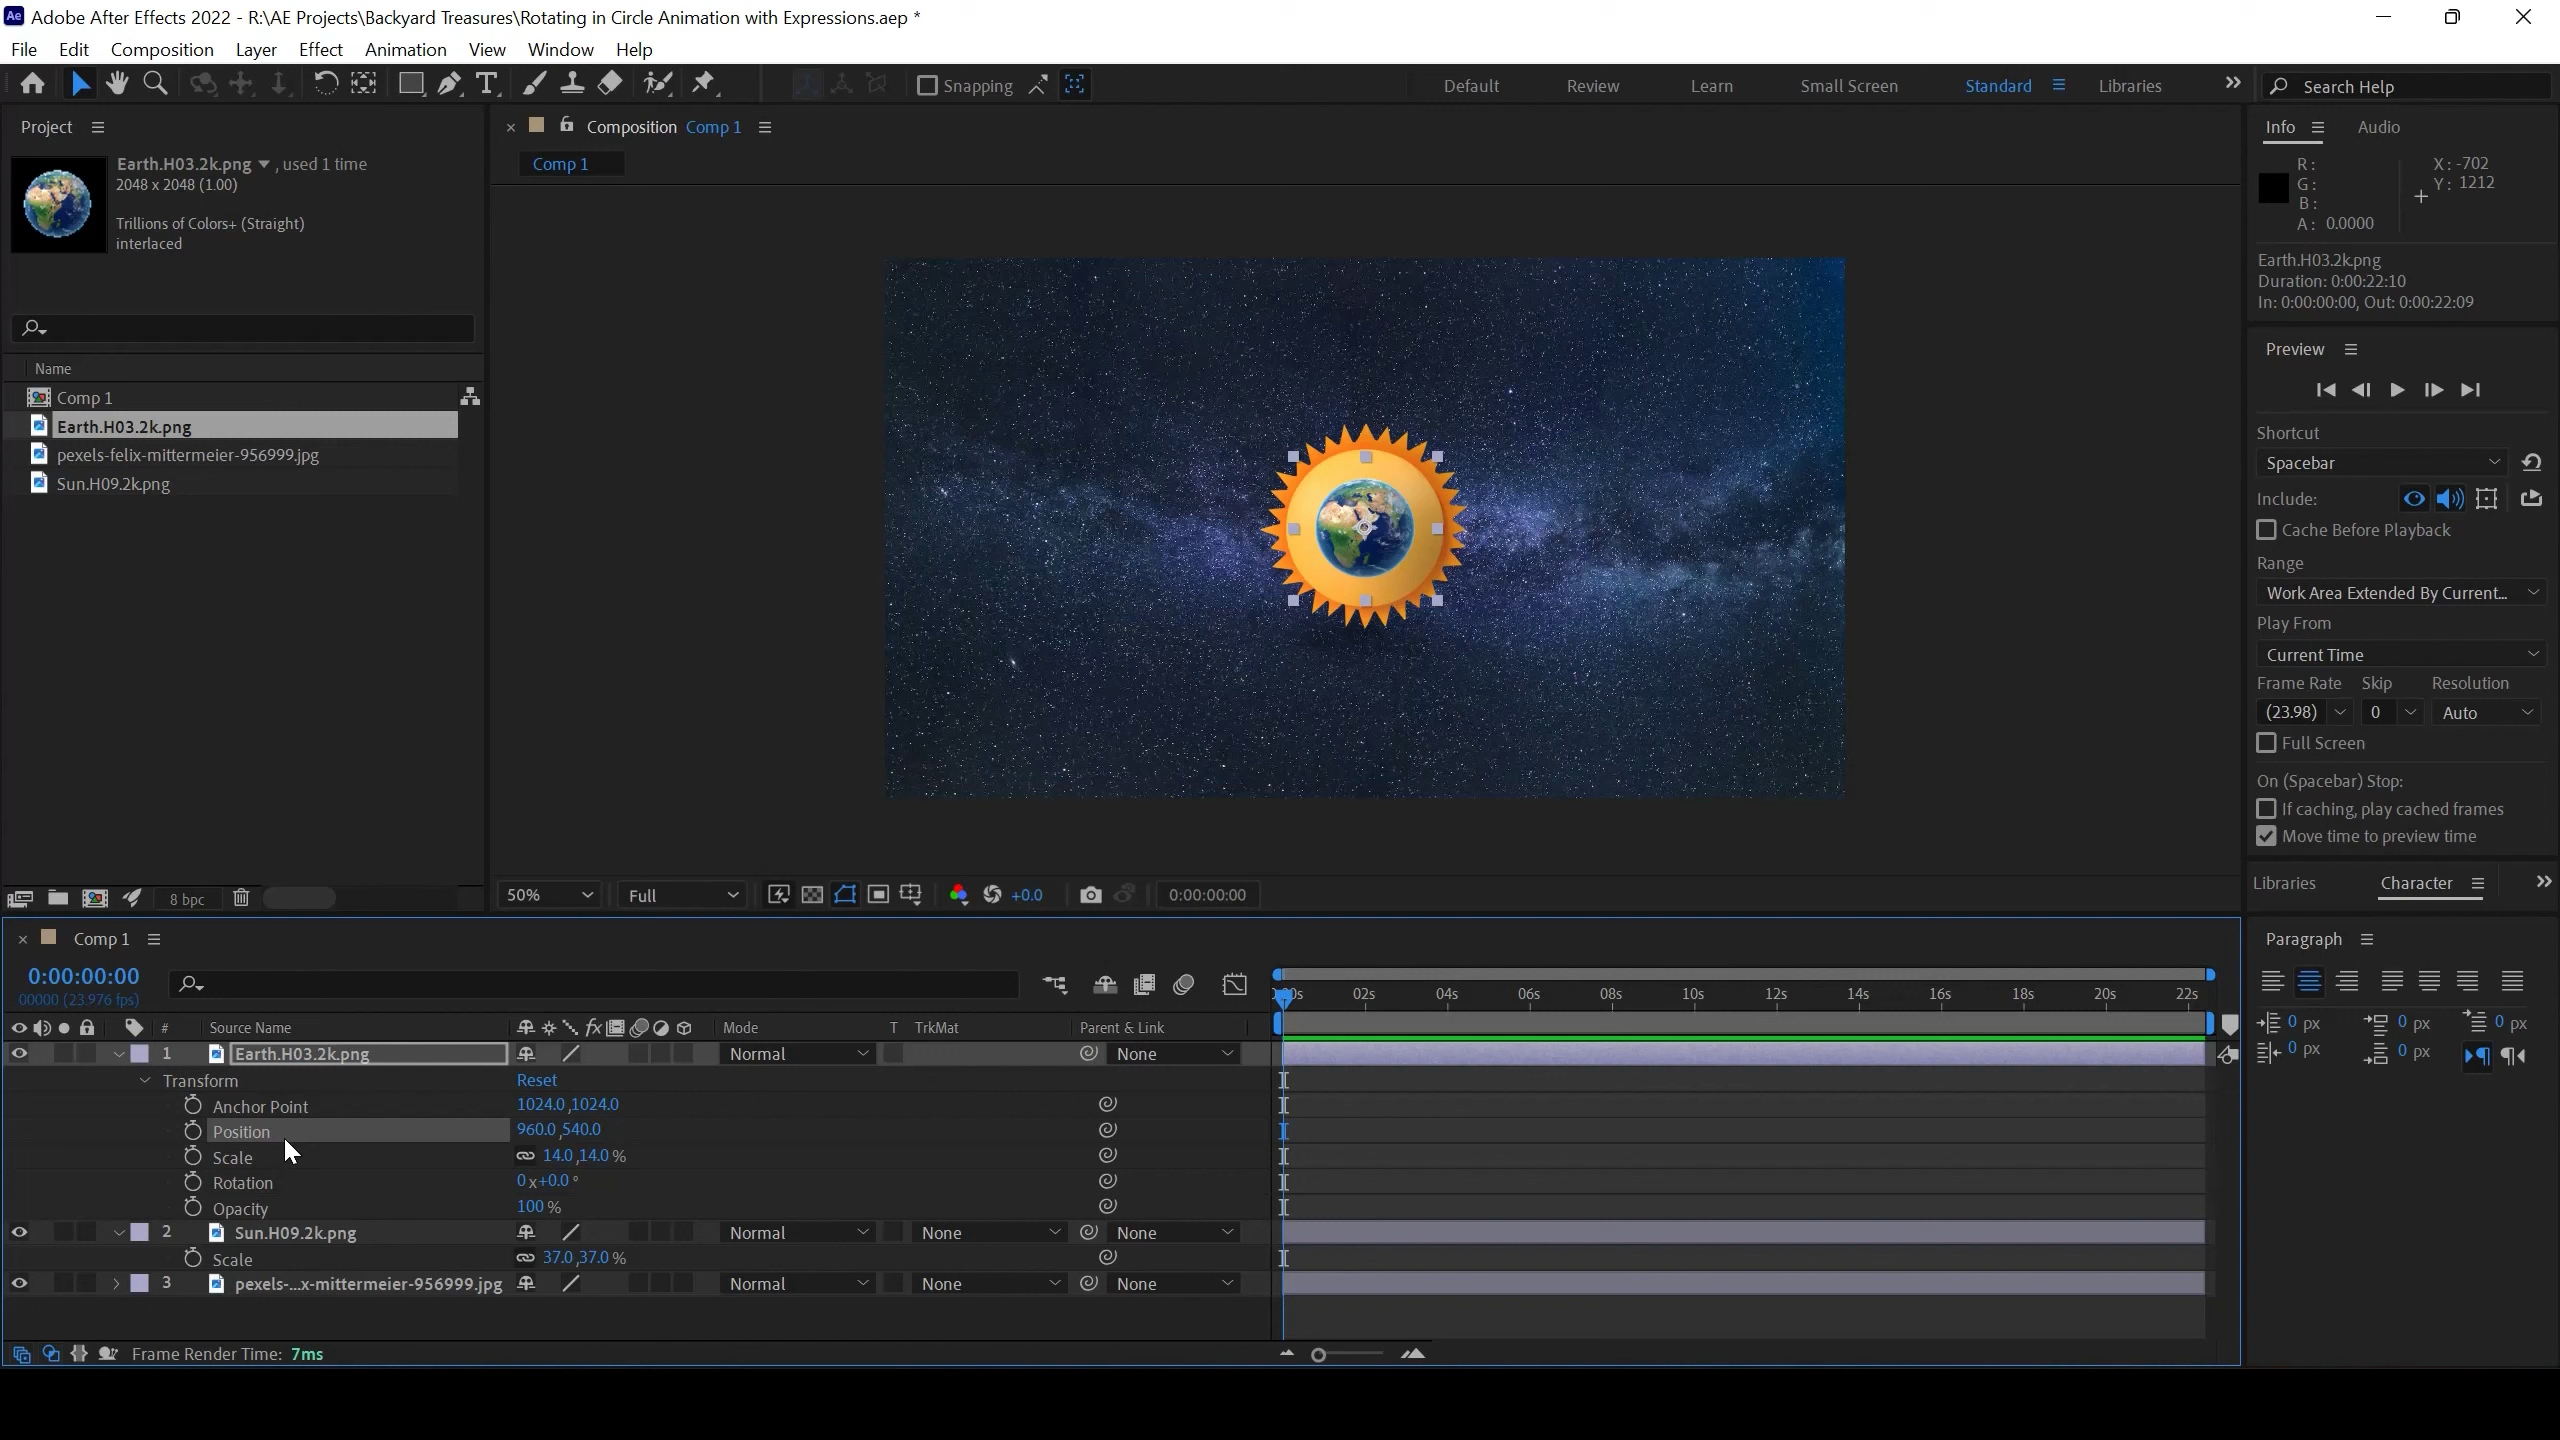 Adobe After Effects 2022 - R:\AE Projects\Backyard Treasures\Rotating in Circle Animation with Expressions.aep *
File Edit Composition Layer Effect Animation View Window Help
Snapping Default Review Learn Small Screen Standard Libraries Search Help
Project
Earth.H03.2k.png , used 1 time
2048 x 2048 (1.00)
Trillions of Colors+ (Straight)
interlaced
Name
Comp 1
Earth.H03.2k.png
pexels-felix-mittermeier-956999.jpg
Sun.H09.2k.png
8 bpc
Composition Comp 1
Comp 1
50% Full +0.0 0:00:00:00
Info Audio
R: X: -702
G: Y: 1212
B:
A: 0.0000
Earth.H03.2k.png
Duration: 0:00:22:10
In: 0:00:00:00, Out: 0:00:22:09
Preview
Shortcut
Spacebar
Include:
Cache Before Playback
Range
Work Area Extended By Current...
Play From
Current Time
Frame Rate Skip Resolution
(23.98) 0 Auto
Full Screen
On (Spacebar) Stop:
If caching, play cached frames
Move time to preview time
Libraries Character
Paragraph
0 px 0 px 0 px
0 px 0 px
Comp 1
0:00:00:00
00000 (23.976 fps)
02s 04s 06s 08s 10s 12s 14s 16s 18s 20s 22s
# Source Name fx Mode T TrkMat Parent & Link
1 Earth.H03.2k.png Normal None
Transform Reset
Anchor Point 1024.0,1024.0
Position 960.0,540.0
Scale 14.0,14.0%
Rotation 0x+0.0°
Opacity 100%
2 Sun.H09.2k.png Normal None None
Scale 37.0,37.0%
3 pexels-...x-mittermeier-956999.jpg Normal None None
Frame Render Time: 7ms